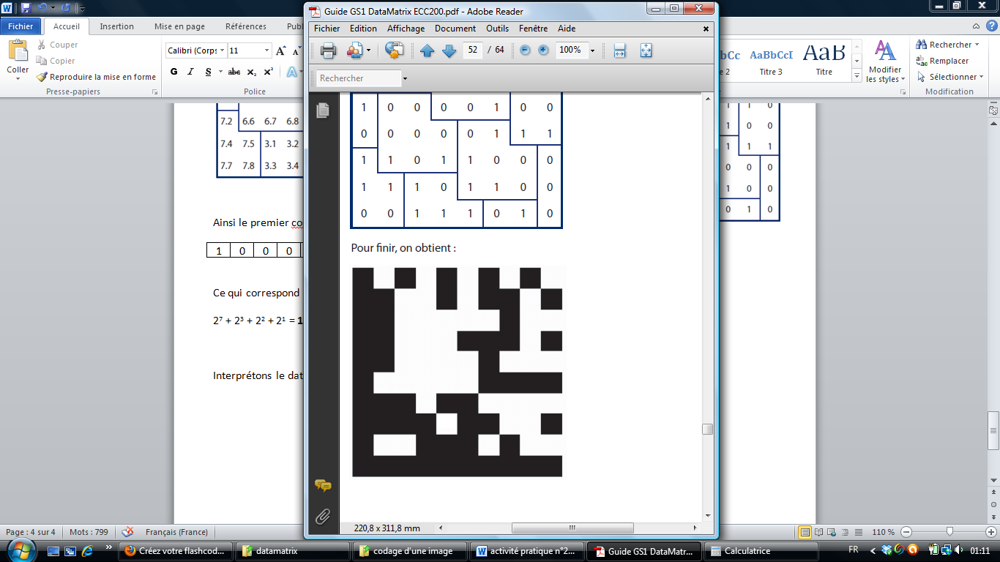 Guide GS1 DataMatrix ECC200.pdf - Adobe Reader
Fichier Accueil Insertion Mise en page Références Publ
Fichier Edition Affichage Document Outils Fenêtre Aide
Coller
Couper
Copier
Reproduire la mise en forme
Presse-papiers
Calibri (Corps 11
G I S abc x₂ x² A
Police
52 / 64 100%
Rechercher
AaBbCcI AaB
Titre 3 Titre
Modifier
les styles
Rechercher
Remplacer
Sélectionner
Modification
7.2 6.6 6.7 6.8
7.4 7.5 3.1 3.2
7.7 7.8 3.3 3.4
Ainsi le premier co
1 0 0 0
Ce qui correspond
2⁷ + 2³ + 2² + 2¹ = 1
Interprétons le dat
1 0 0 0 0 1 0 0
0 0 0 0 0 1 1 1
1 1 0 1 1 0 0 0
1 1 1 0 1 1 0 0
0 0 1 1 1 0 1 0
Pour finir, on obtient :
220,8 x 311,8 mm
1 1 0
1 0 0
1 1 1
0 0 0
1 0 0
0 1 0
Page : 4 sur 4 Mots : 799 Français (France) 110 %
Créez votre flashcod... datamatrix codage d'une image activité pratique n°2... Guide GS1 DataMatr... Calculatrice FR 01:11